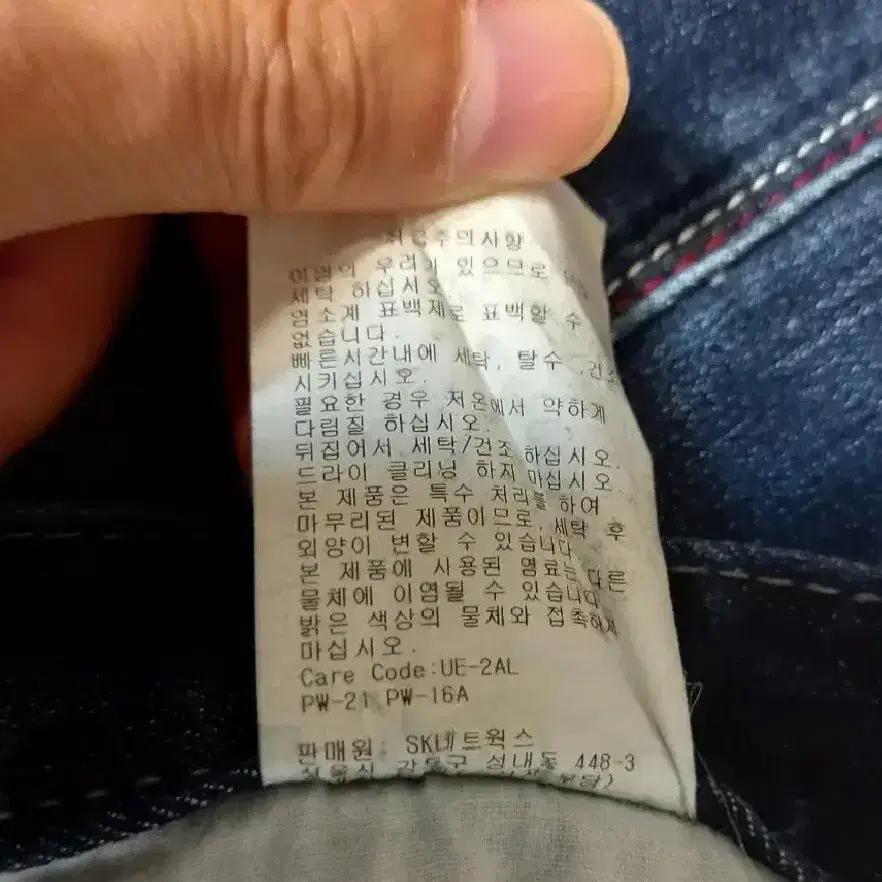 취급주의사항
이염의 우려가 있으므로
세탁 하십시오.
염소계 표백제로 표백할 수
없습니다.
빠른시간내에 세탁, 탈수 ,건조
시키십시오.
필요한 경우 저온에서 약하게
다림질 하십시오.
뒤집어서 세탁/건조 하십시오.
드라이 클리닝 하지 마십시오.
본 제품은 특수 처리를 하여
마무리된 제품이므로, 세탁 후
외양이 변할 수 있습니다.
본 제품에 사용된 염료는 다른
물체에 이염될 수 있습니다.
밝은 색상의 물체와 접촉하지
마십시오.
Care Code:UE-2AL
PW-21,PW-16A
판매원: SK네트웍스
서울시 강동구 성내동 448-3